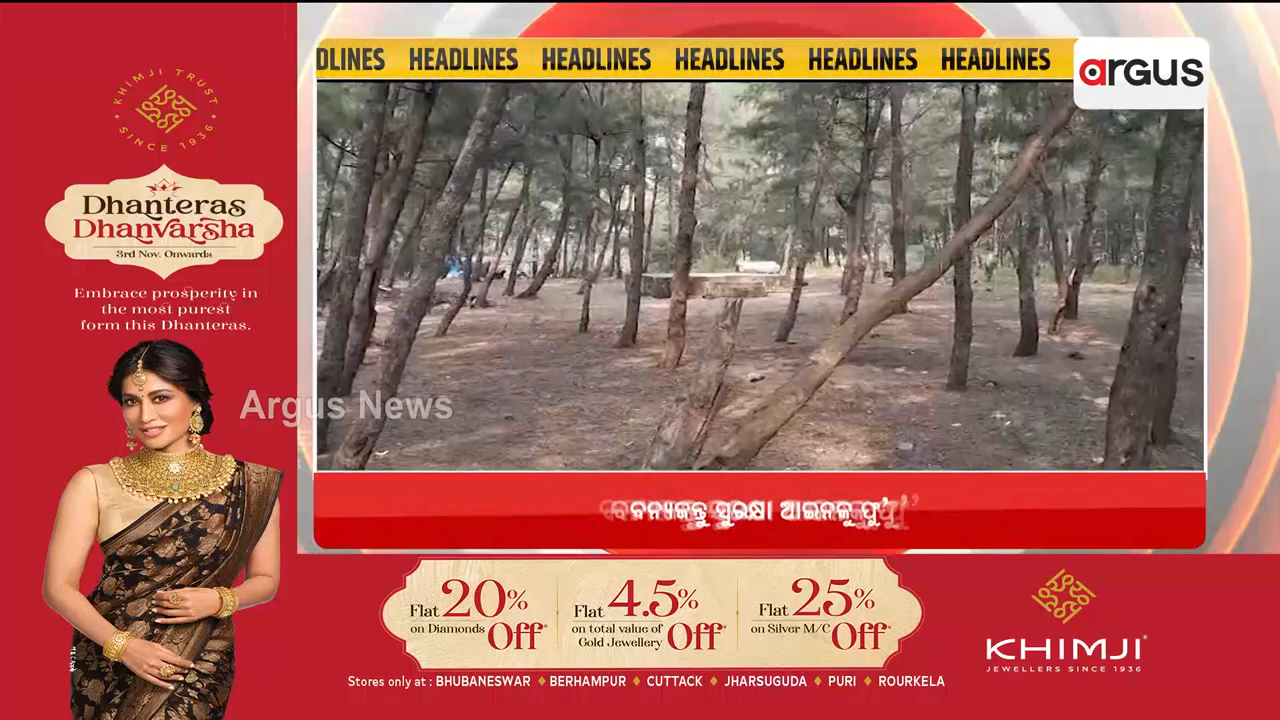 KHIMJI TRUST
SINCE 1936
Dhanteras
Dhanvarsha
3rd Nov. Onwards
Embrace prosperity in
the most purest
form this Dhanteras.
DLINES HEADLINES HEADLINES HEADLINES HEADLINES HEADLINES
argus
Argus News
ବନ୍ୟଜନ୍ତୁ ସୁରକ୍ଷା ଆଇନକୁ
Flat 20% Off*
on Diamonds
Flat 4.5% Off*
on total value of
Gold Jewellery
Flat 25% Off*
on Silver M/C
KHIMJI
JEWELLERS SINCE 1936
Stores only at : BHUBANESWAR ♦ BERHAMPUR ♦ CUTTACK ♦ JHARSUGUDA ♦ PURI ♦ ROURKELA